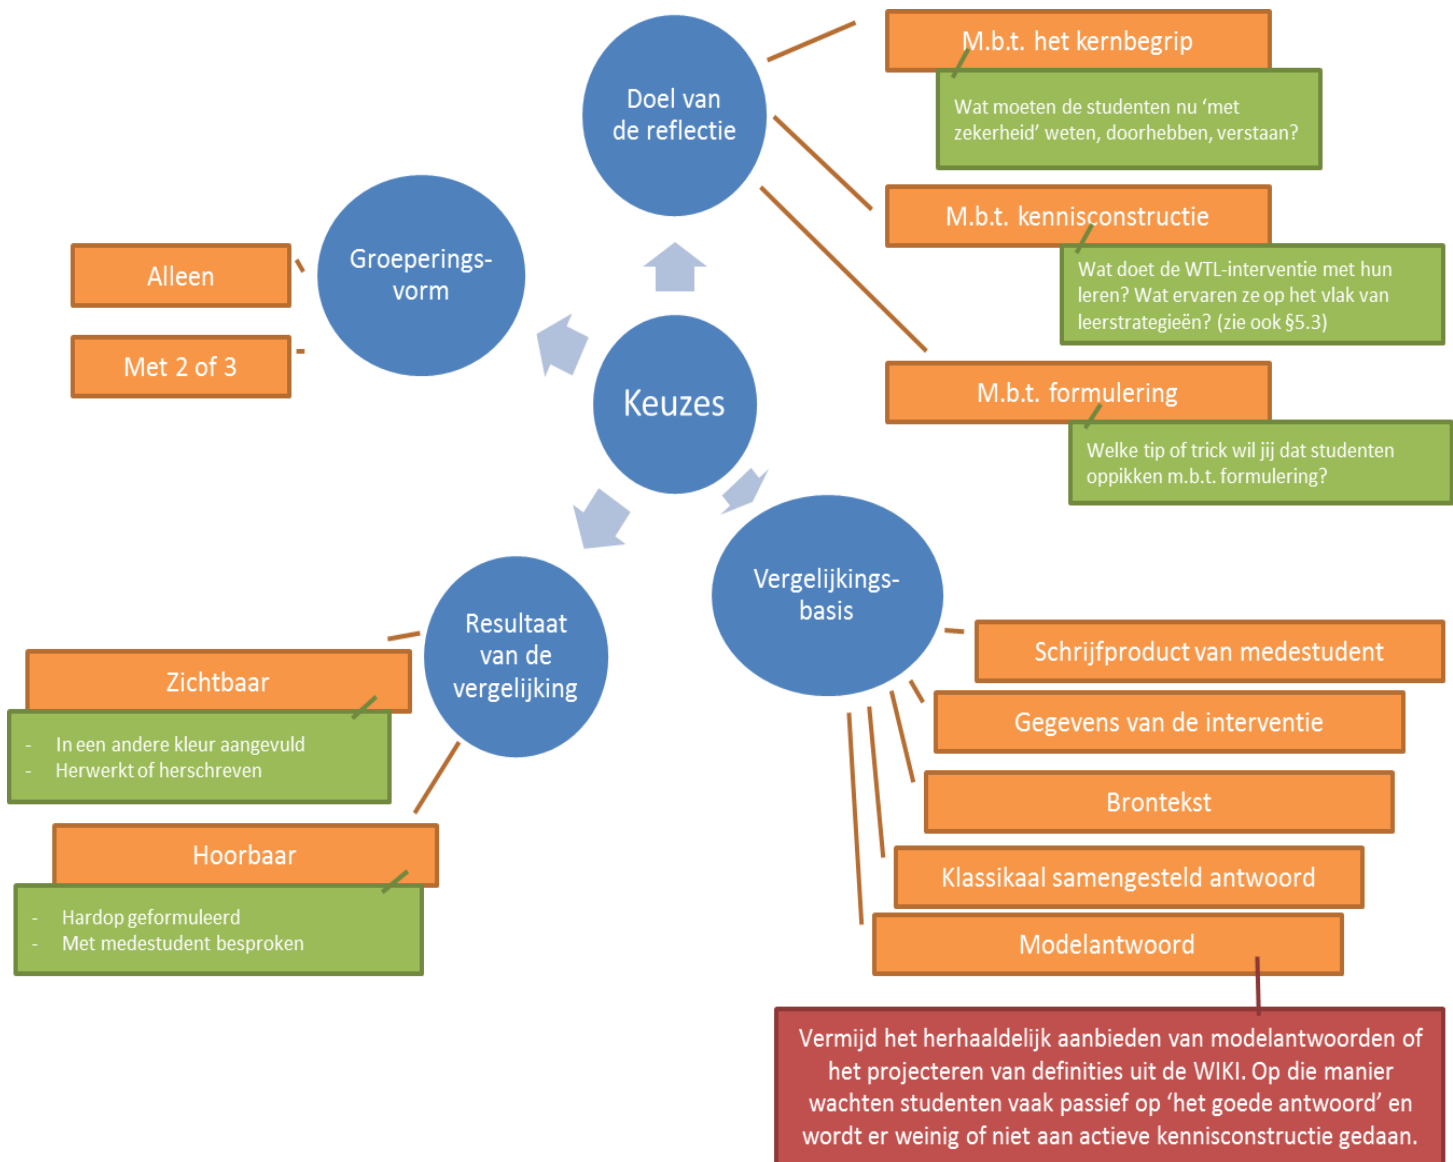 Keuzes
Doel van
de reflectie
M.b.t. het kernbegrip
Wat moeten de studenten nu ‘met
zekerheid’ weten, doorhebben, verstaan?
M.b.t. kennisconstructie
Wat doet de WTL-interventie met hun
leren? Wat ervaren ze op het vlak van
leerstrategieën? (zie ook §5.3)
M.b.t. formulering
Welke tip of trick wil jij dat studenten
oppikken m.b.t. formulering?
Groeperings-
vorm
Alleen
Met 2 of 3
Vergelijkings-
basis
Schrijfproduct van medestudent
Gegevens van de interventie
Brontekst
Klassikaal samengesteld antwoord
Modelantwoord
Vermijd het herhaaldelijk aanbieden van modelantwoorden of
het projecteren van definities uit de WIKI. Op die manier
wachten studenten vaak passief op ‘het goede antwoord’ en
wordt er weinig of niet aan actieve kennisconstructie gedaan.
Resultaat
van de
vergelijking
Zichtbaar
- In een andere kleur aangevuld
- Herwerkt of herschreven
Hoorbaar
- Hardop geformuleerd
- Met medestudent besproken